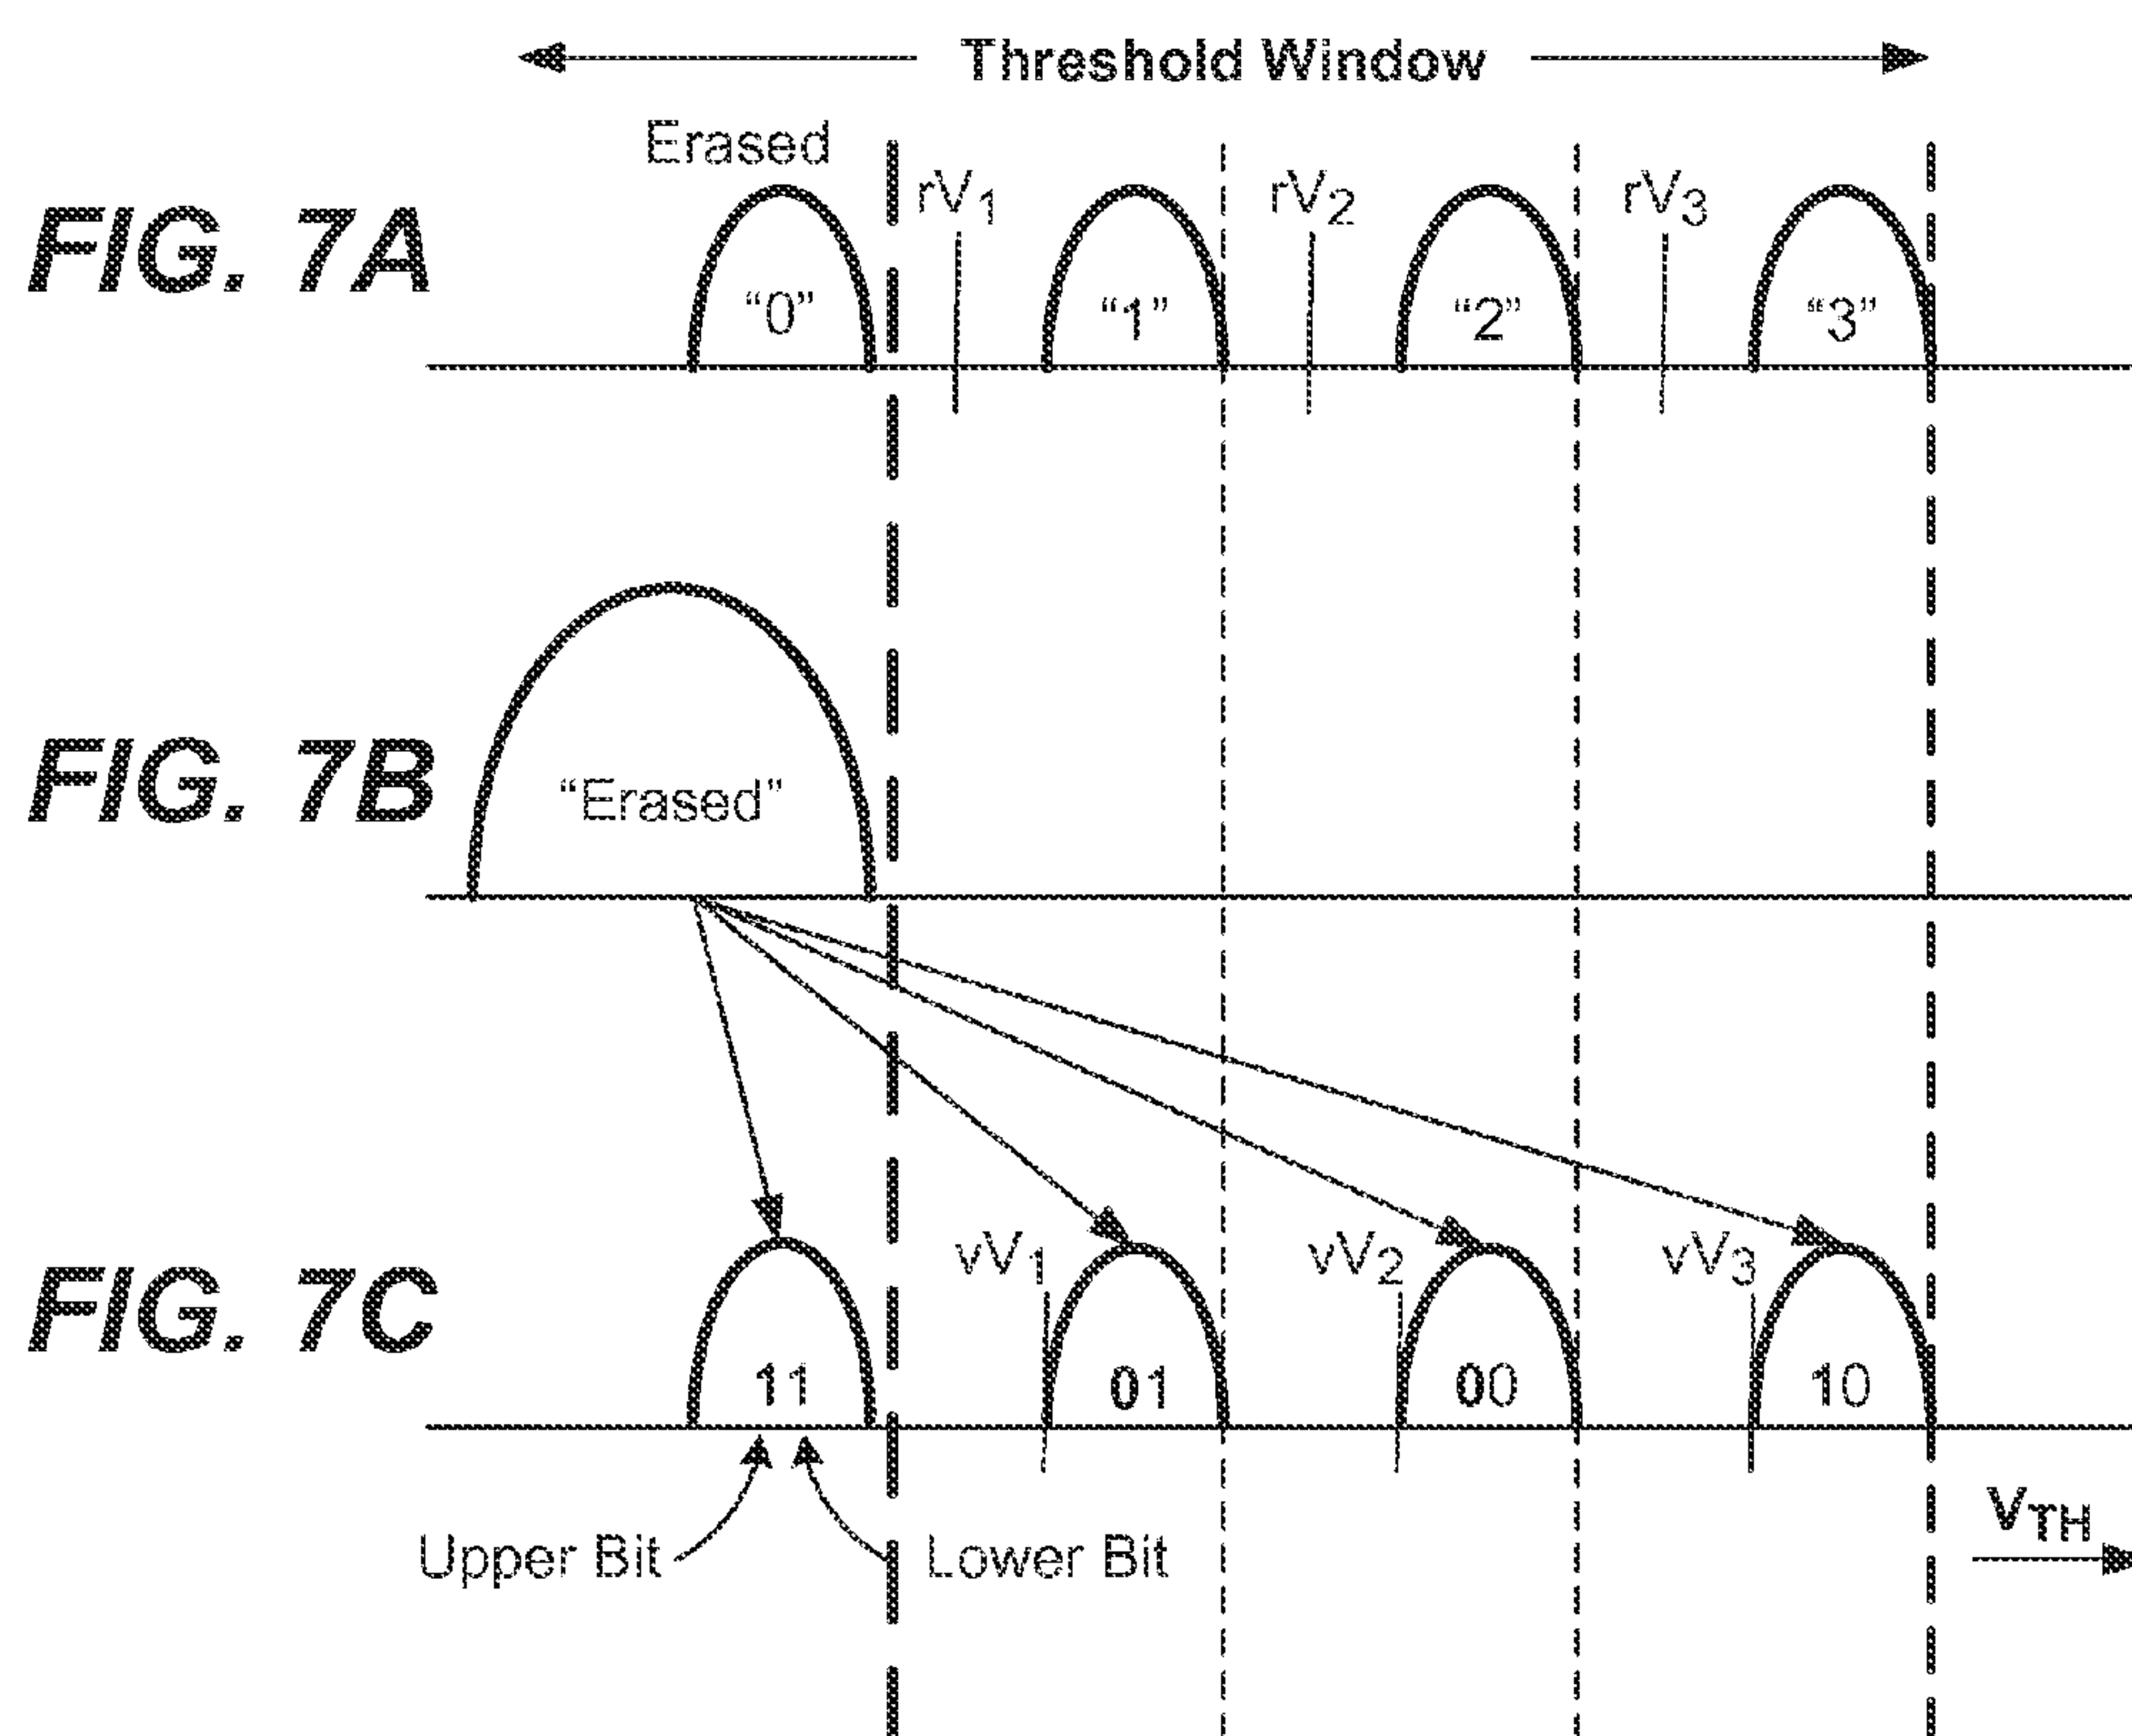 Threshold Window
Erased
rV1 rV2 rV3
FIG. 7A
“0” “1” “2” “3”
FIG. 7B
“Erased”
vV1 vV2 vV3
FIG. 7C
11 01 00 10
Upper Bit Lower Bit
VTH